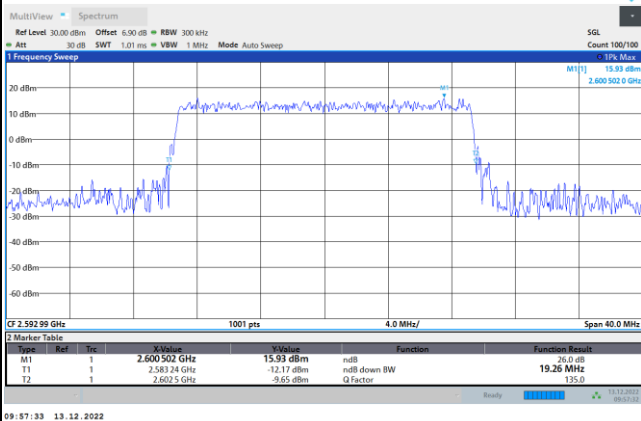 MultiView Spectrum
Ref Level 30.00 dBm Offset 6.90 dB RBW 300 kHz SGL
Att 30 dB SWT 1.01 ms VBW 1 MHz Mode Auto Sweep Count 100/100
1 Frequency Sweep 1Pk Max
M1[1] 15.93 dBm
2.600 502 0 GHz
M1
20 dBm
10 dBm
0 dBm
-10 dBm
T1 T2
-20 dBm
-30 dBm
-40 dBm
-50 dBm
-60 dBm
CF 2.592 99 GHz 1001 pts 4.0 MHz/ Span 40.0 MHz
2 Marker Table
Type Ref Trc X-Value Y-Value Function Function Result
M1 1 2.600 502 GHz 15.93 dBm ndB 26.0 dB
T1 1 2.583 24 GHz -12.17 dBm ndB down BW 19.26 MHz
T2 1 2.602 5 GHz -9.65 dBm Q Factor 135.0
Ready 13.12.2022
09:57:32
09:57:33 13.12.2022